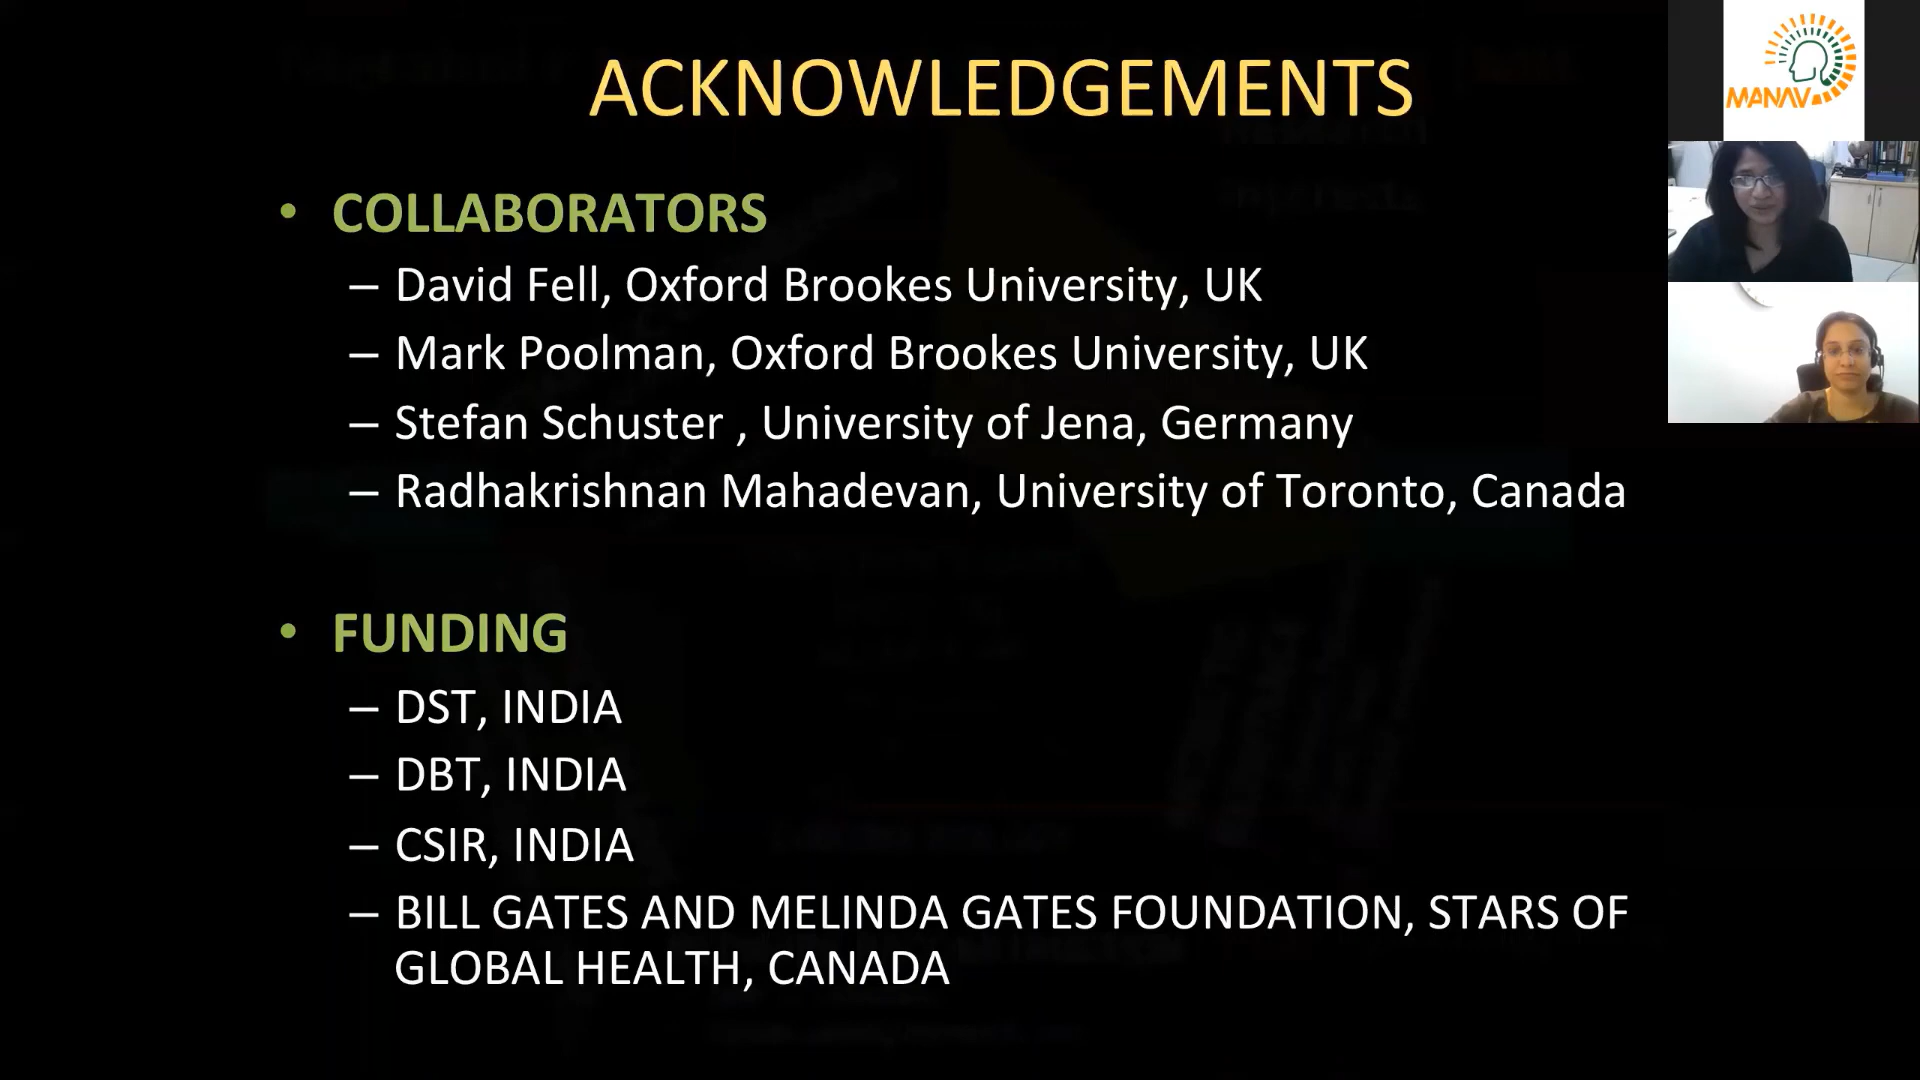 ACKNOWLEDGEMENTS
MANAV
• COLLABORATORS
– David Fell, Oxford Brookes University, UK
– Mark Poolman, Oxford Brookes University, UK
– Stefan Schuster , University of Jena, Germany
– Radhakrishnan Mahadevan, University of Toronto, Canada
• FUNDING
– DST, INDIA
– DBT, INDIA
– CSIR, INDIA
– BILL GATES AND MELINDA GATES FOUNDATION, STARS OF
GLOBAL HEALTH, CANADA